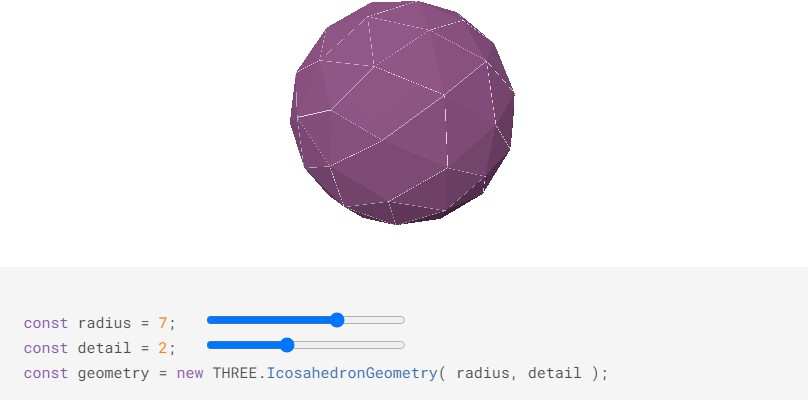 const radius = 7;
const detail = 2;
const geometry = new THREE.IcosahedronGeometry( radius, detail );